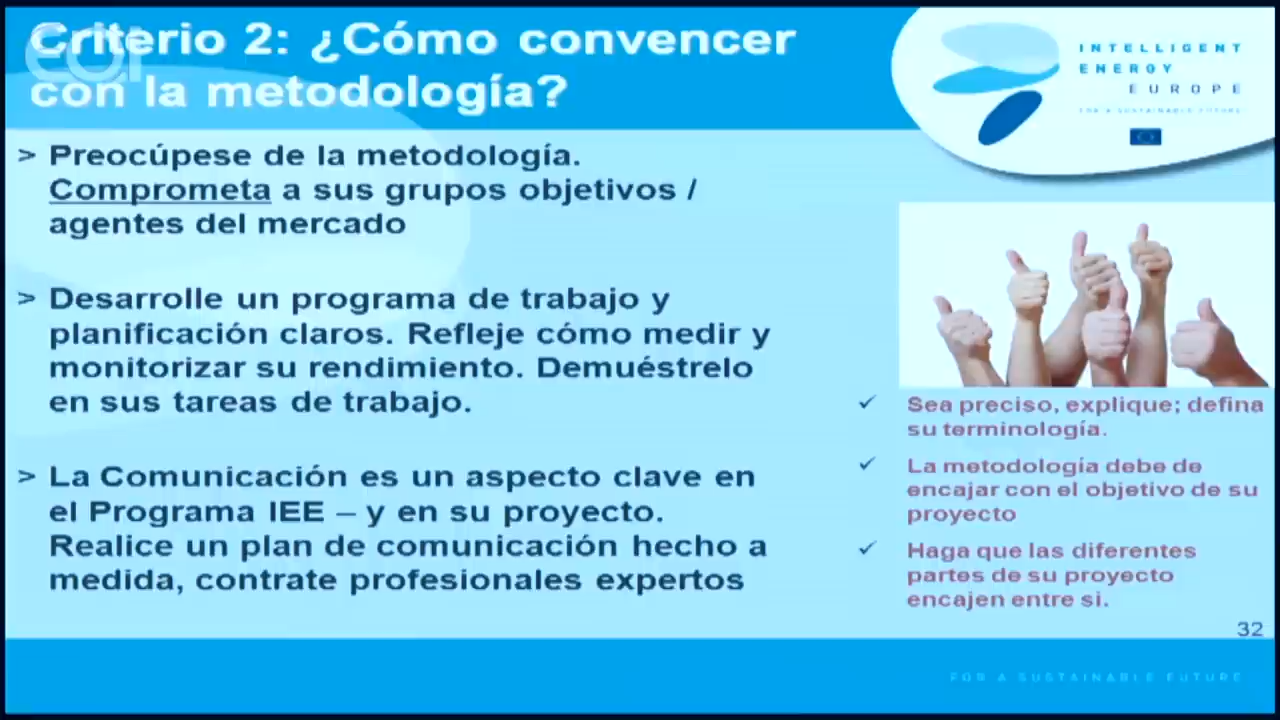 Criterio 2: ¿Cómo convencer
con la metodología?
EOI
INTELLIGENT
ENERGY
EUROPE
FOR A SUSTAINABLE FUTURE
> Preocúpese de la metodología.
Comprometa a sus grupos objetivos /
agentes del mercado
> Desarrolle un programa de trabajo y
planificación claros. Refleje cómo medir y
monitorizar su rendimiento. Demuéstrelo
en sus tareas de trabajo.
> La Comunicación es un aspecto clave en
el Programa IEE – y en su proyecto.
Realice un plan de comunicación hecho a
medida, contrate profesionales expertos
✓ Sea preciso, explique; defina
su terminología.
✓ La metodología debe de
encajar con el objetivo de su
proyecto
✓ Haga que las diferentes
partes de su proyecto
encajen entre si.
32
FOR A SUSTAINABLE FUTURE